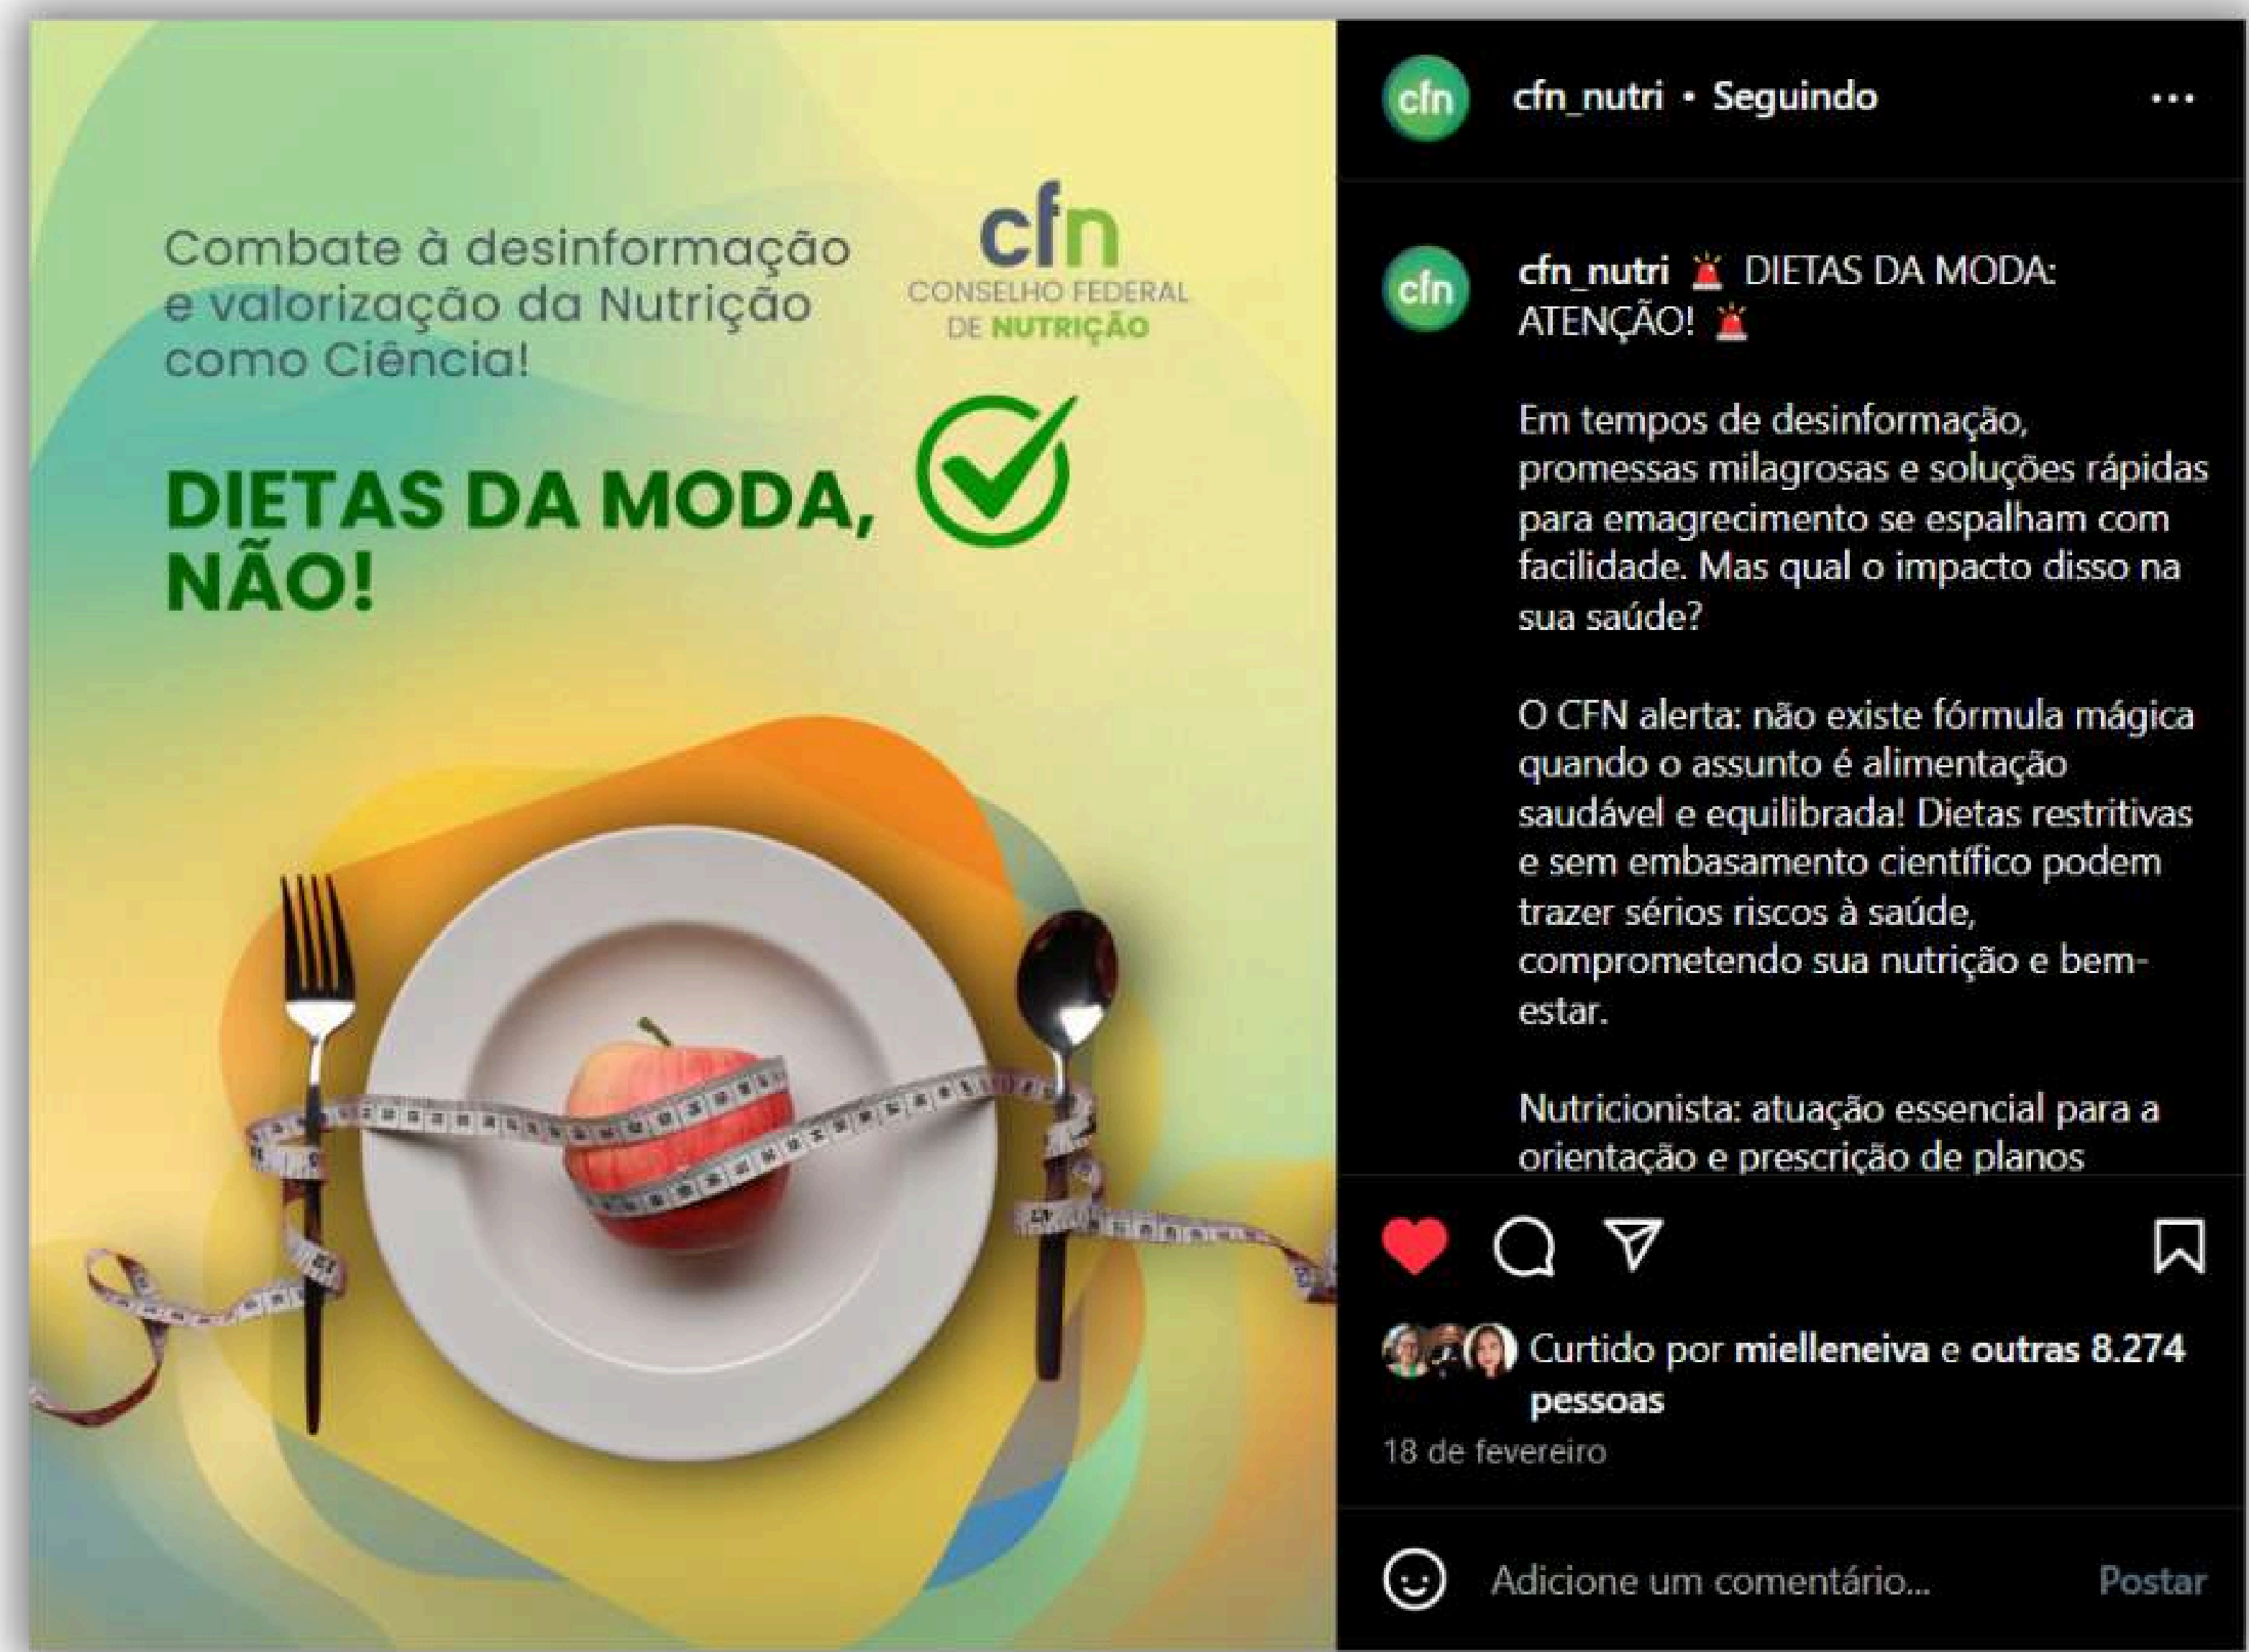 Combate à desinformação
e valorização da Nutrição
como Ciência!
cfn
CONSELHO FEDERAL
DE NUTRIÇÃO
DIETAS DA MODA,
NÃO!
cfn
cfn_nutri • Seguindo
cfn
cfn_nutri 🚨 DIETAS DA MODA:
ATENÇÃO! 🚨
Em tempos de desinformação,
promessas milagrosas e soluções rápidas
para emagrecimento se espalham com
facilidade. Mas qual o impacto disso na
sua saúde?
O CFN alerta: não existe fórmula mágica
quando o assunto é alimentação
saudável e equilibrada! Dietas restritivas
e sem embasamento científico podem
trazer sérios riscos à saúde,
comprometendo sua nutrição e bem-
estar.
Nutricionista: atuação essencial para a
orientação e prescrição de planos
Curtido por mielleneiva e outras 8.274
pessoas
18 de fevereiro
Adicione um comentário...
Postar